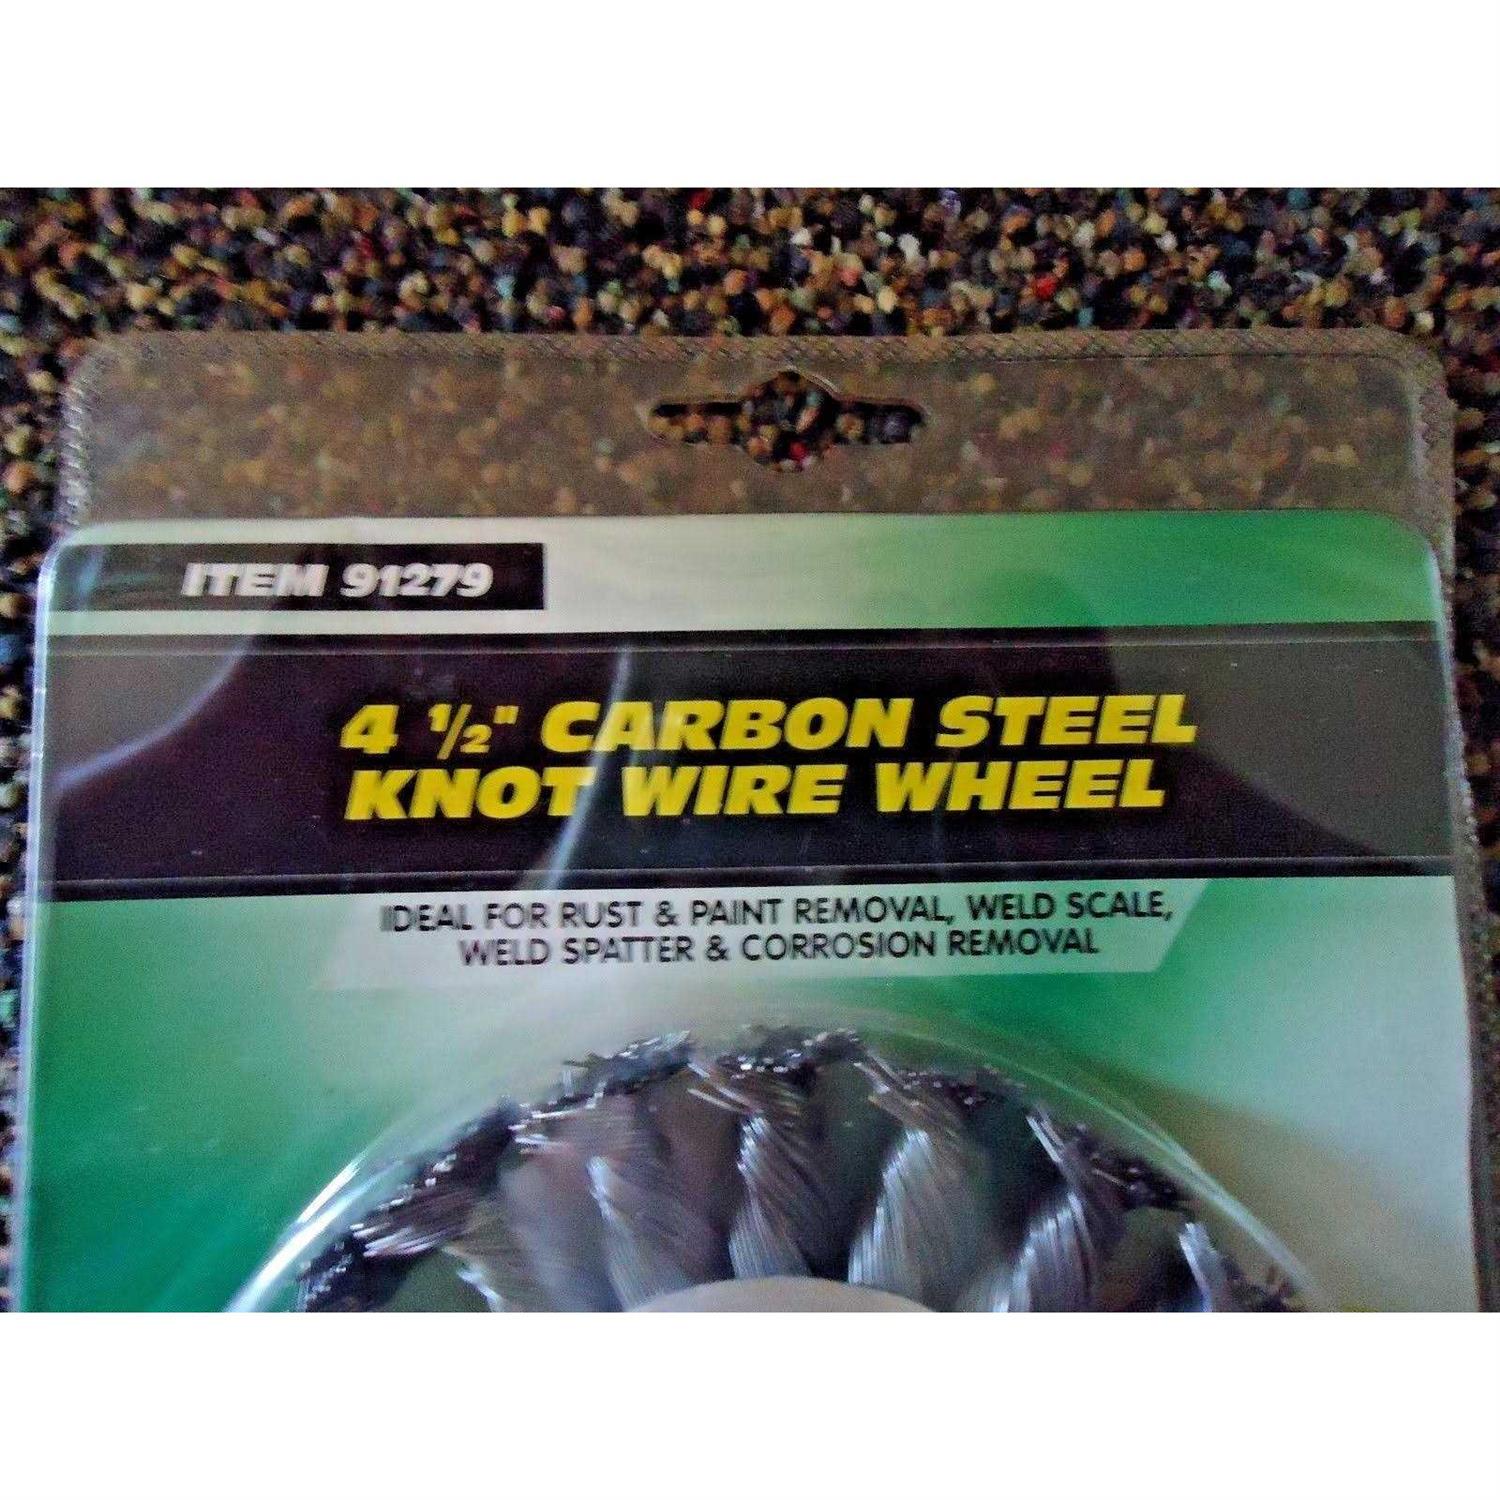 ITEM 91279
4 ½" CARBON STEEL
KNOT WIRE WHEEL
IDEAL FOR RUST & PAINT REMOVAL, WELD SCALE,
WELD SPATTER & CORROSION REMOVAL